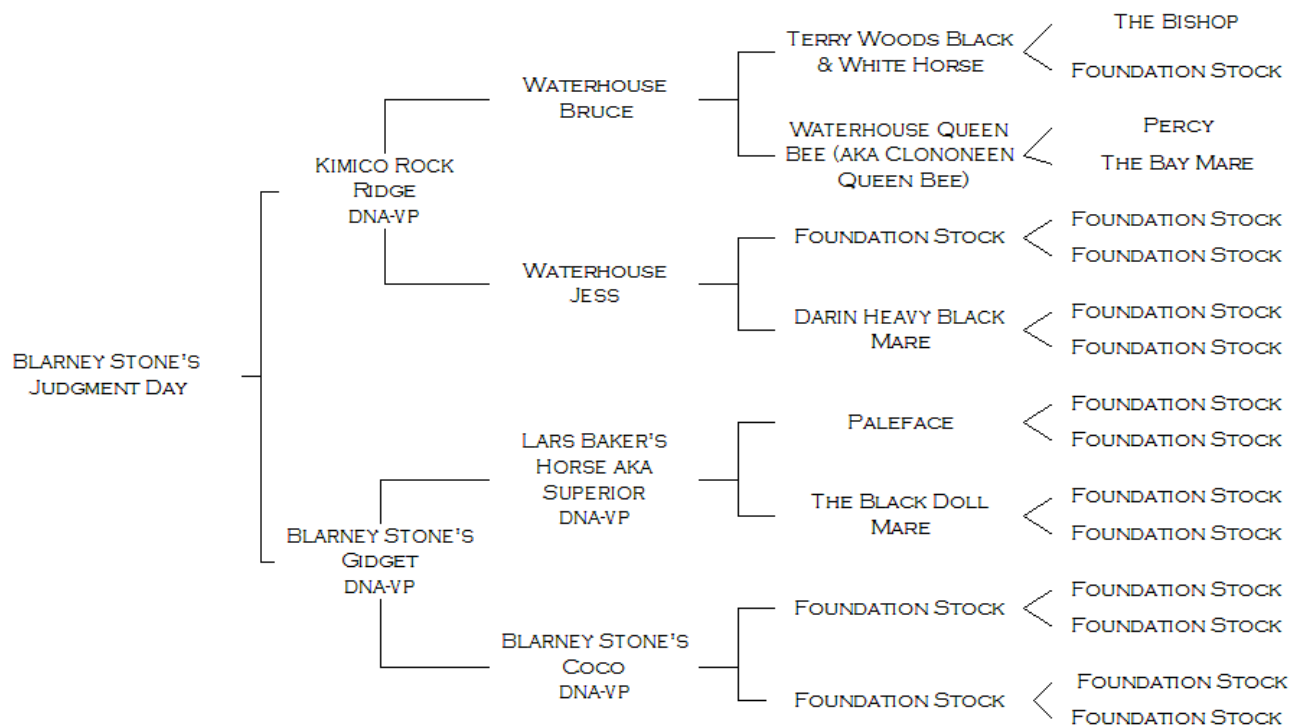 The Bishop
Terry Woods Black
& White Horse
Foundation Stock
Waterhouse
Bruce
Percy
Waterhouse Queen
Bee (aka Clononeen
Queen Bee)
The Bay Mare
Kimico Rock
Ridge
DNA-VP
Foundation Stock
Foundation Stock
Foundation Stock
Waterhouse
Jess
Foundation Stock
Darin Heavy Black
Mare
Foundation Stock
Blarney Stone's
Judgment Day
Foundation Stock
Paleface
Foundation Stock
Lars Baker's
Horse aka
Superior
DNA-VP
Foundation Stock
The Black Doll
Mare
Foundation Stock
Blarney Stone's
Gidget
DNA-VP
Foundation Stock
Foundation Stock
Foundation Stock
Blarney Stone's
Coco
DNA-VP
Foundation Stock
Foundation Stock
Foundation Stock